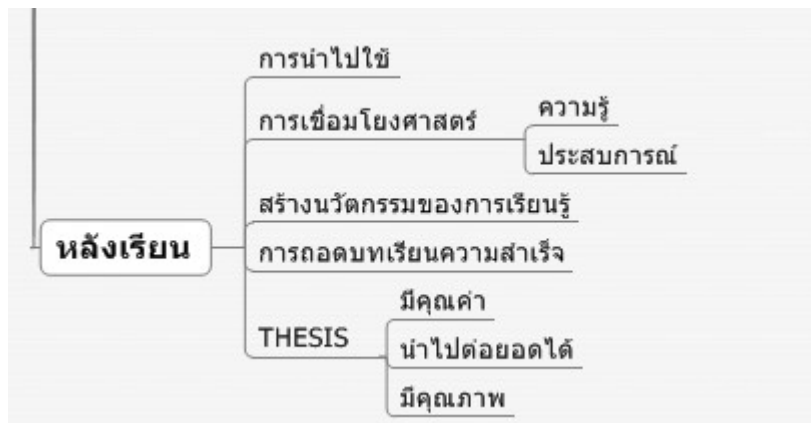 การนำไปใช้
การเชื่อมโยงศาสตร์
ความรู้
ประสบการณ์
สร้างนวัตกรรมของการเรียนรู้
หลังเรียน
การถอดบทเรียนความสำเร็จ
THESIS
มีคุณค่า
นำไปต่อยอดได้
มีคุณภาพ